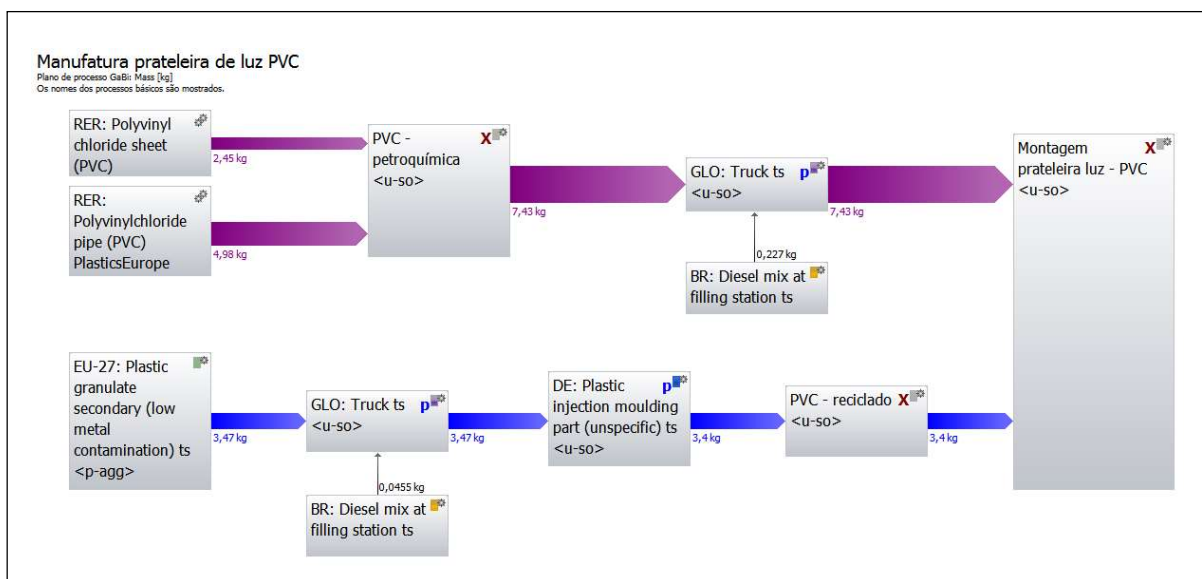 Manufatura prateleira de luz PVC
Plano de processo GaBi: Mass [kg]
Os nomes dos processos básicos são mostrados.
RER: Polyvinyl
chloride sheet
(PVC)
2,45 kg
RER:
Polyvinylchloride
pipe (PVC)
PlasticsEurope
4,98 kg
PVC -
petroquímica
<u-so>
X
7,43 kg
GLO: Truck ts
<u-so>
p
7,43 kg
0,227 kg
BR: Diesel mix at
filling station ts
Montagem
prateleira luz - PVC
<u-so>
X
EU-27: Plastic
granulate
secondary (low
metal
contamination) ts
<p-agg>
3,47 kg
GLO: Truck ts
<u-so>
p
3,47 kg
0,0455 kg
BR: Diesel mix at
filling station ts
DE: Plastic
injection moulding
part (unspecific) ts
<u-so>
p
3,4 kg
PVC - reciclado
<u-so>
X
3,4 kg